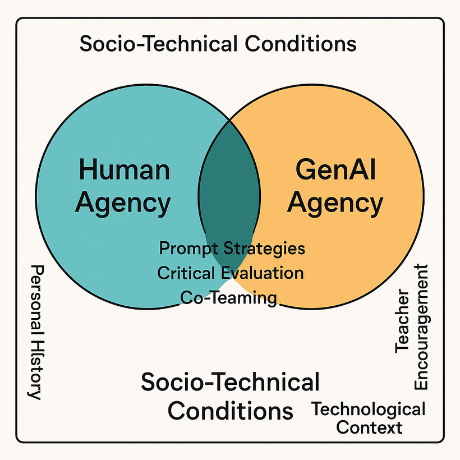 Socio-Technical Conditions
Human
Agency
GenAI
Agency
Prompt Strategies
Critical Evaluation
Co-Teaming
Personal HIstory
Teacher
Encouragement
Socio-Technical
Conditions
Technological
Context